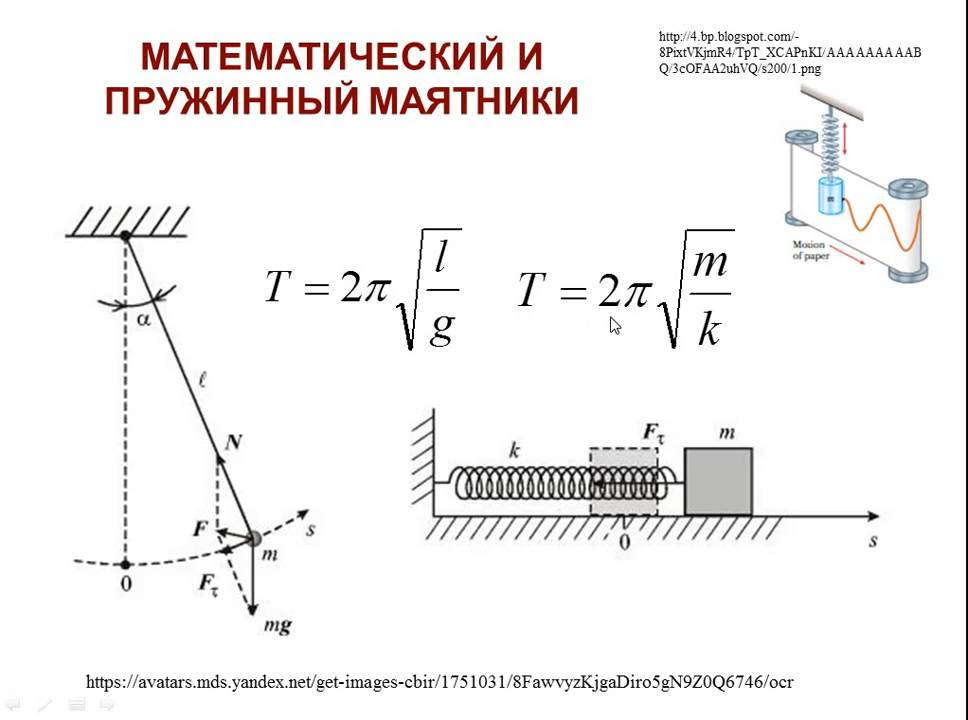 МАТЕМАТИЧЕСКИЙ И
ПРУЖИННЫЙ МАЯТНИКИ
http://4.bp.blogspot.com/-
8PixtVKjmR4/TpT_XCAPnKI/AAAAAAAAAB
Q/3cOFAA2uhVQ/s200/1.png
m
Motion
of paper
T = 2π√(l/g)
T = 2π√(m/k)
α
ℓ
N
F
s
m
0
Fτ
mg
k
Fτ
m
0
s
https://avatars.mds.yandex.net/get-images-cbir/1751031/8FawvyzKjgaDiro5gN9Z0Q6746/ocr